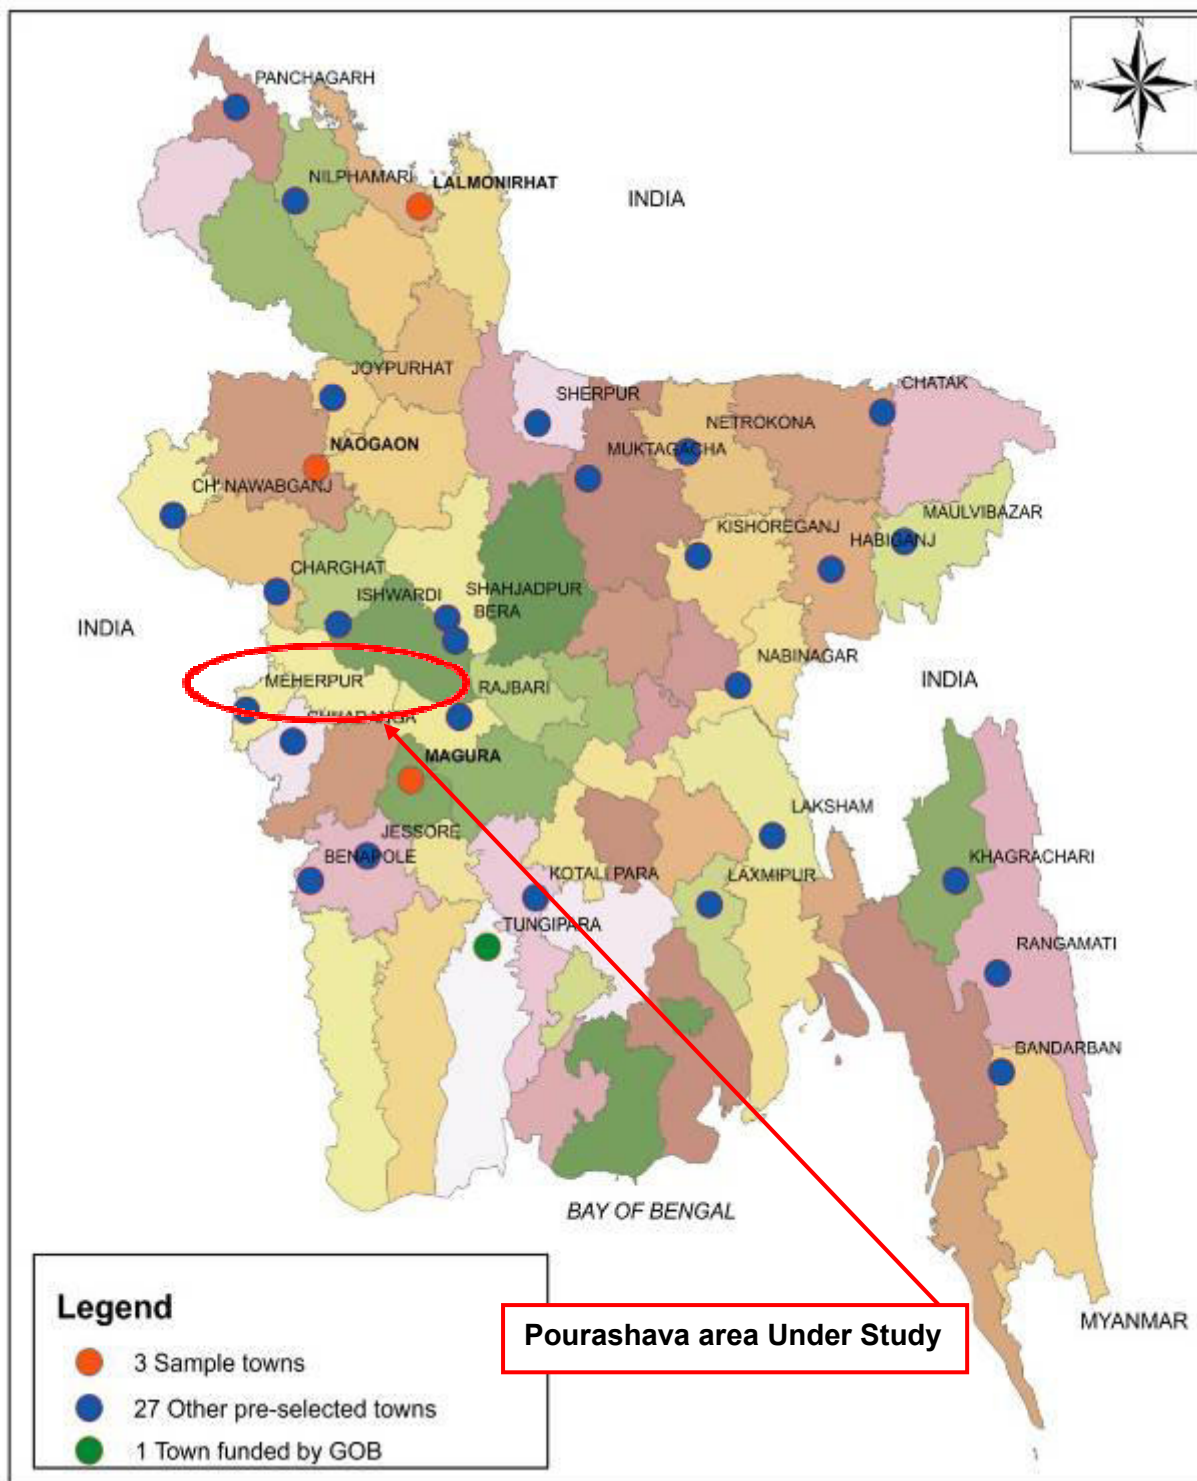 N
W
S
PANCHAGARH
NILPHAMARI
LALMONIRHAT
INDIA
JOYPURHAT
SHERPUR
CHATAK
NETROKONA
NAOGAON
MUKTAGACHA
CH' NAWABGANJ
MAULVIBAZAR
KISHOREGANJ
HABIGANJ
CHARGHAT
ISHWARDI
SHAHJADPUR
BERA
INDIA
NABINAGAR
MEHERPUR
RAJBARI
INDIA
MAGURA
LAKSHAM
JESSORE
BENAPOLE
KHAGRACHARI
KOTALI PARA
LAXMIPUR
TUNGIPARA
RANGAMATI
BANDARBAN
BAY OF BENGAL
MYANMAR
Pourashava area Under Study
Legend
3 Sample towns
27 Other pre-selected towns
1 Town funded by GOB